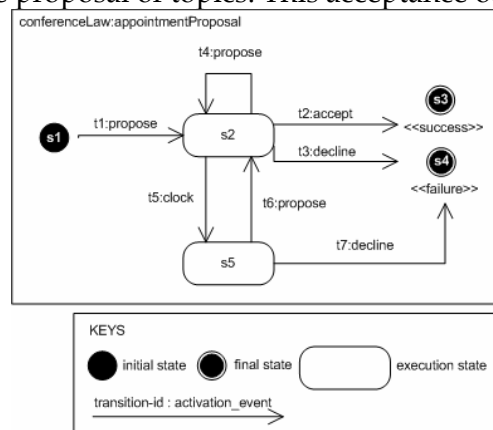 e proposal of topics. This acceptance o
conferenceLaw:appointmentProposal
t4:propose
s1
t1:propose
s2
t2:accept
s3
<<success>>
t3:decline
s4
<<failure>>
t5:clock
t6:propose
s5
t7:decline
KEYS
initial state
final state
execution state
transition-id : activation_event